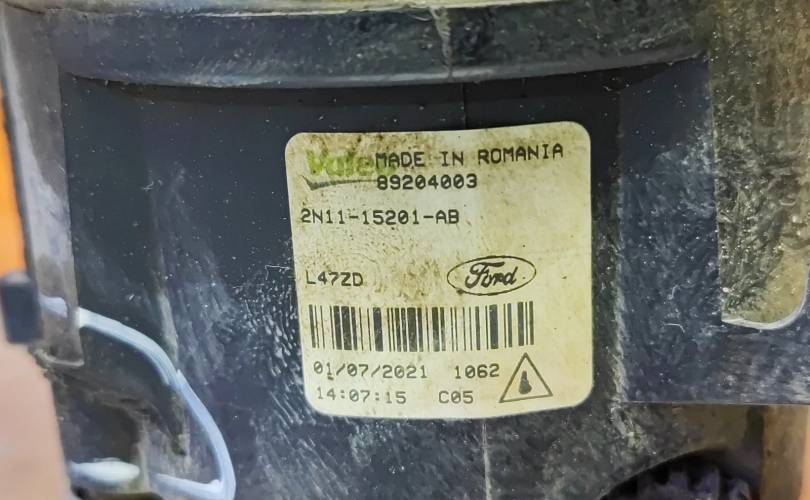 Valeo MADE IN ROMANIA
89204003
2N11-15201-AB
L47ZD Ford
01/07/2021 1062
14:07:15 C05